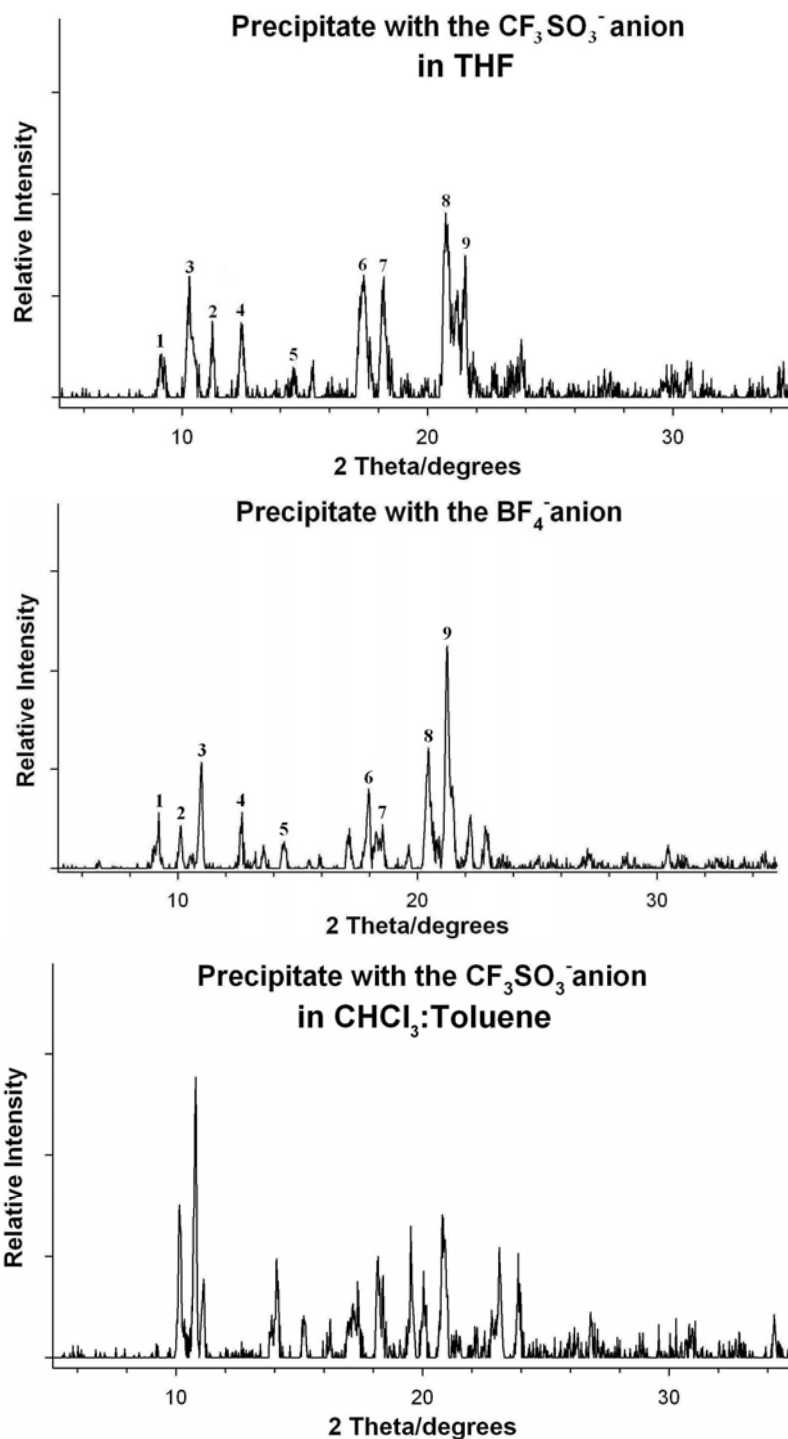 Precipitate with the CF₃SO₃⁻ anion
in THF
Relative Intensity
1
3
2
4
5
6
7
8
9
10
20
30
2 Theta/degrees
Precipitate with the BF₄⁻ anion
Relative Intensity
1
2
3
4
5
6
7
8
9
10
20
30
2 Theta/degrees
Precipitate with the CF₃SO₃⁻ anion
in CHCl₃:Toluene
Relative Intensity
10
20
30
2 Theta/degrees